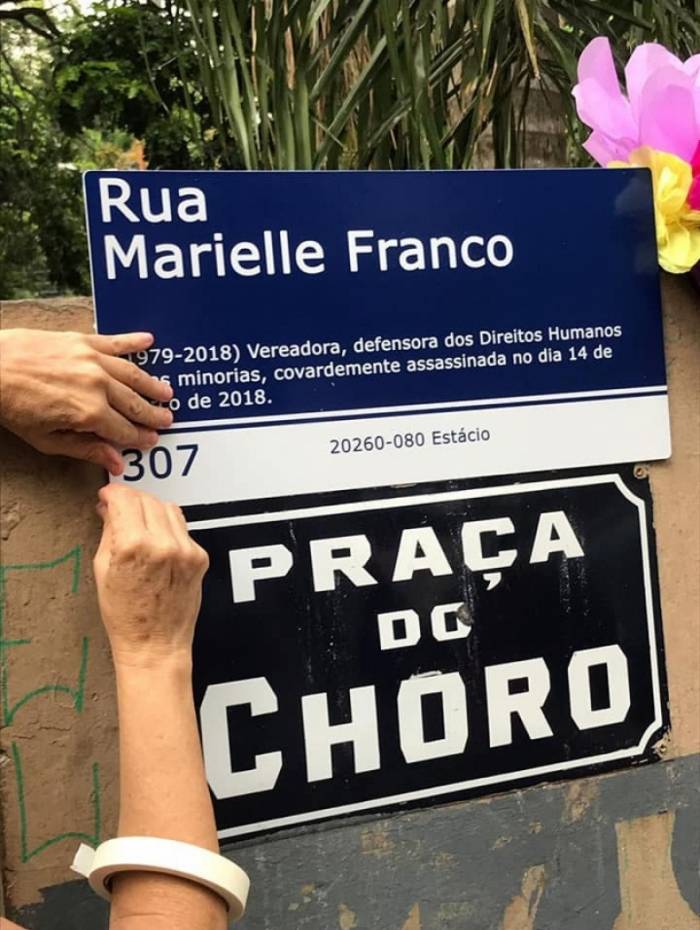 Rua
Marielle Franco
1979-2018) Vereadora, defensora dos Direitos Humanos
minorias, covardemente assassinada no dia 14 de
de 2018.
307
20260-080 Estácio
PRAÇA
DO
CHORO